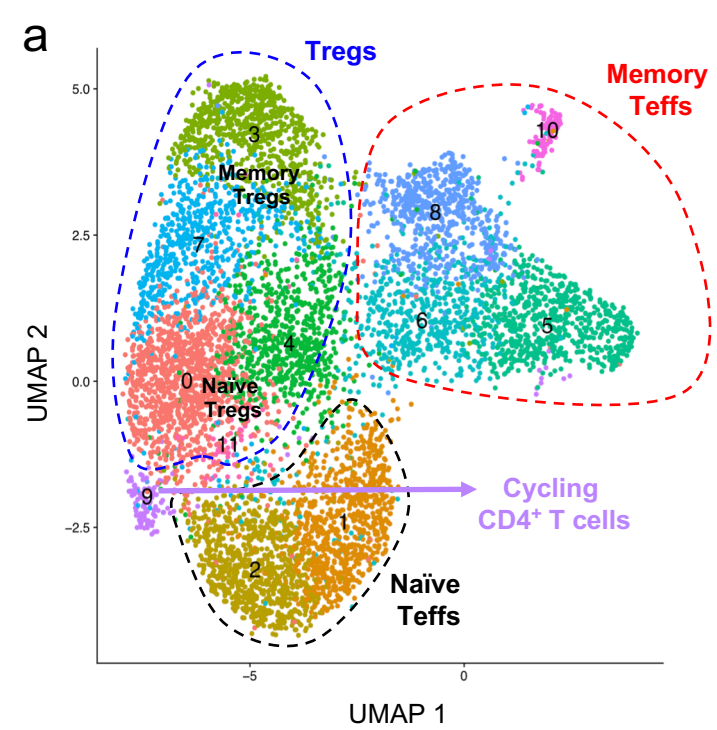 a
Tregs
Memory
Teffs
5.0
3
10
Memory
Tregs
8
2.5
7
6
5
4
UMAP 2
0.0
0
Naïve
Tregs
11
9
Cycling
CD4⁺ T cells
1
−2.5
2
Naïve
Teffs
−5
0
UMAP 1